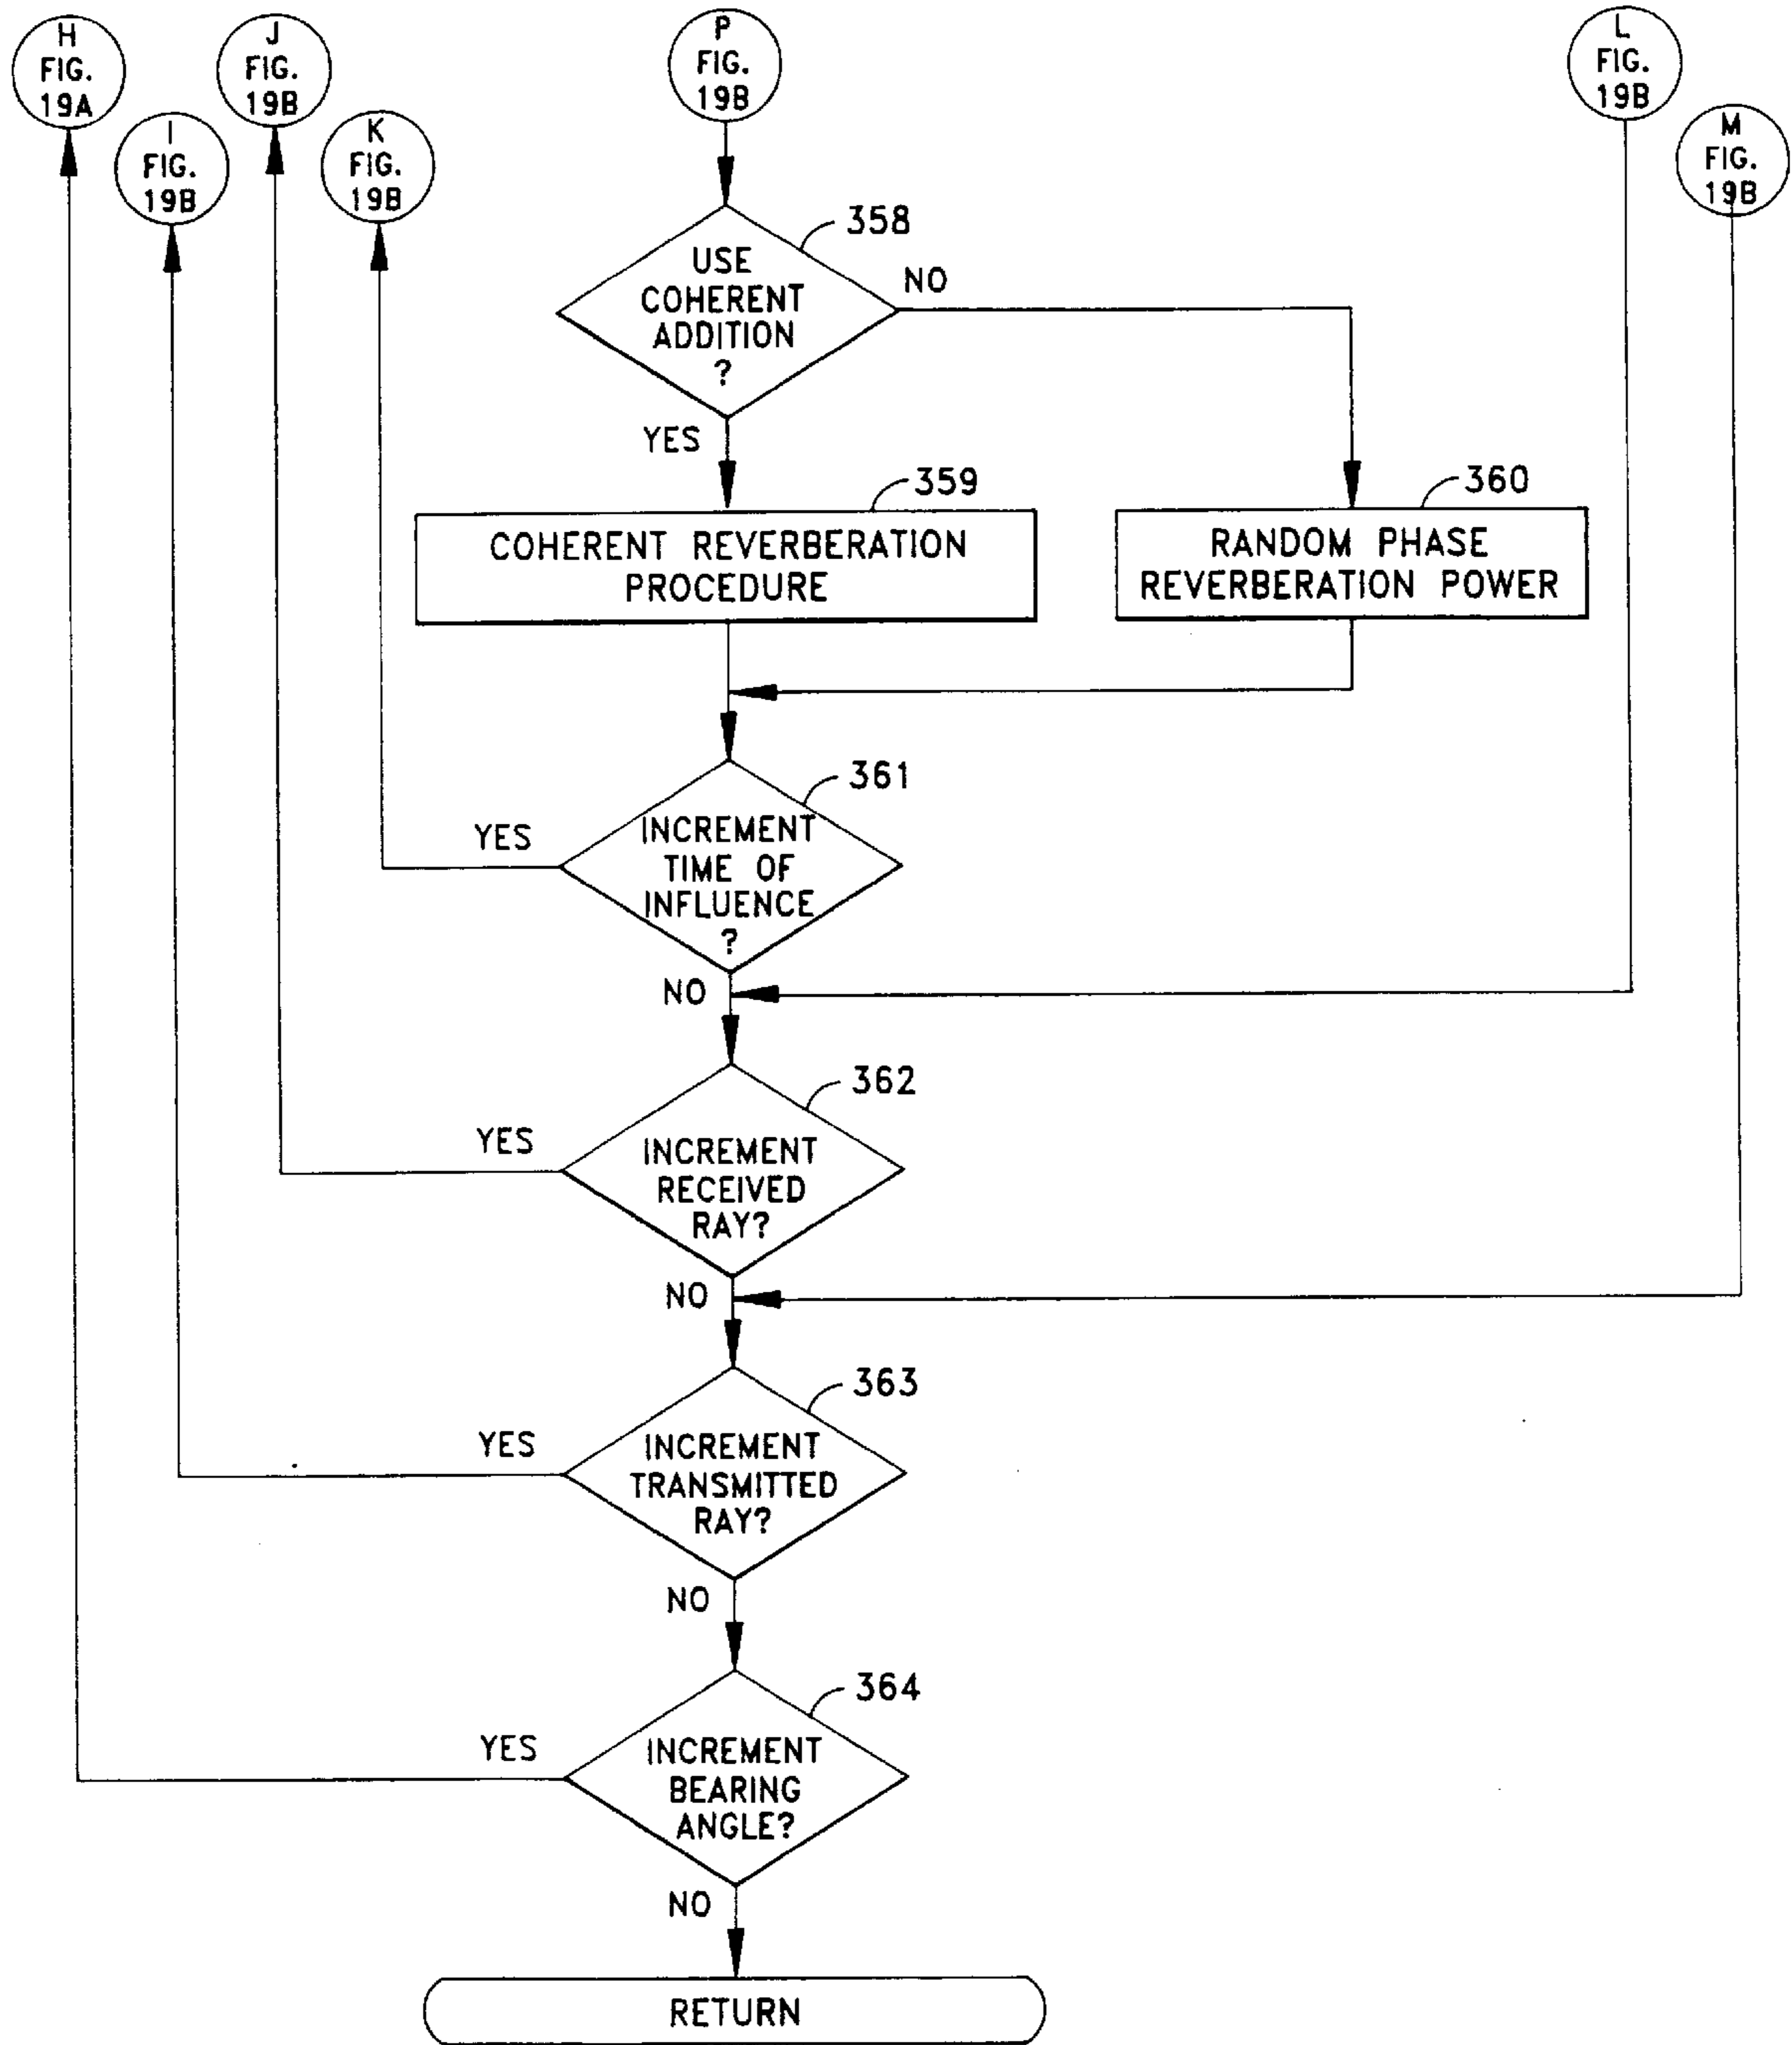 H
FIG.
19A
I
FIG.
19B
J
FIG.
19B
K
FIG.
19B
P
FIG.
19B
L
FIG.
19B
M
FIG.
19B
358
USE
COHERENT
ADDITION
?
NO
YES
359
COHERENT REVERBERATION
PROCEDURE
360
RANDOM PHASE
REVERBERATION POWER
361
INCREMENT
TIME OF
INFLUENCE
?
YES
NO
362
INCREMENT
RECEIVED
RAY?
YES
NO
363
INCREMENT
TRANSMITTED
RAY?
YES
NO
364
INCREMENT
BEARING
ANGLE?
YES
NO
RETURN